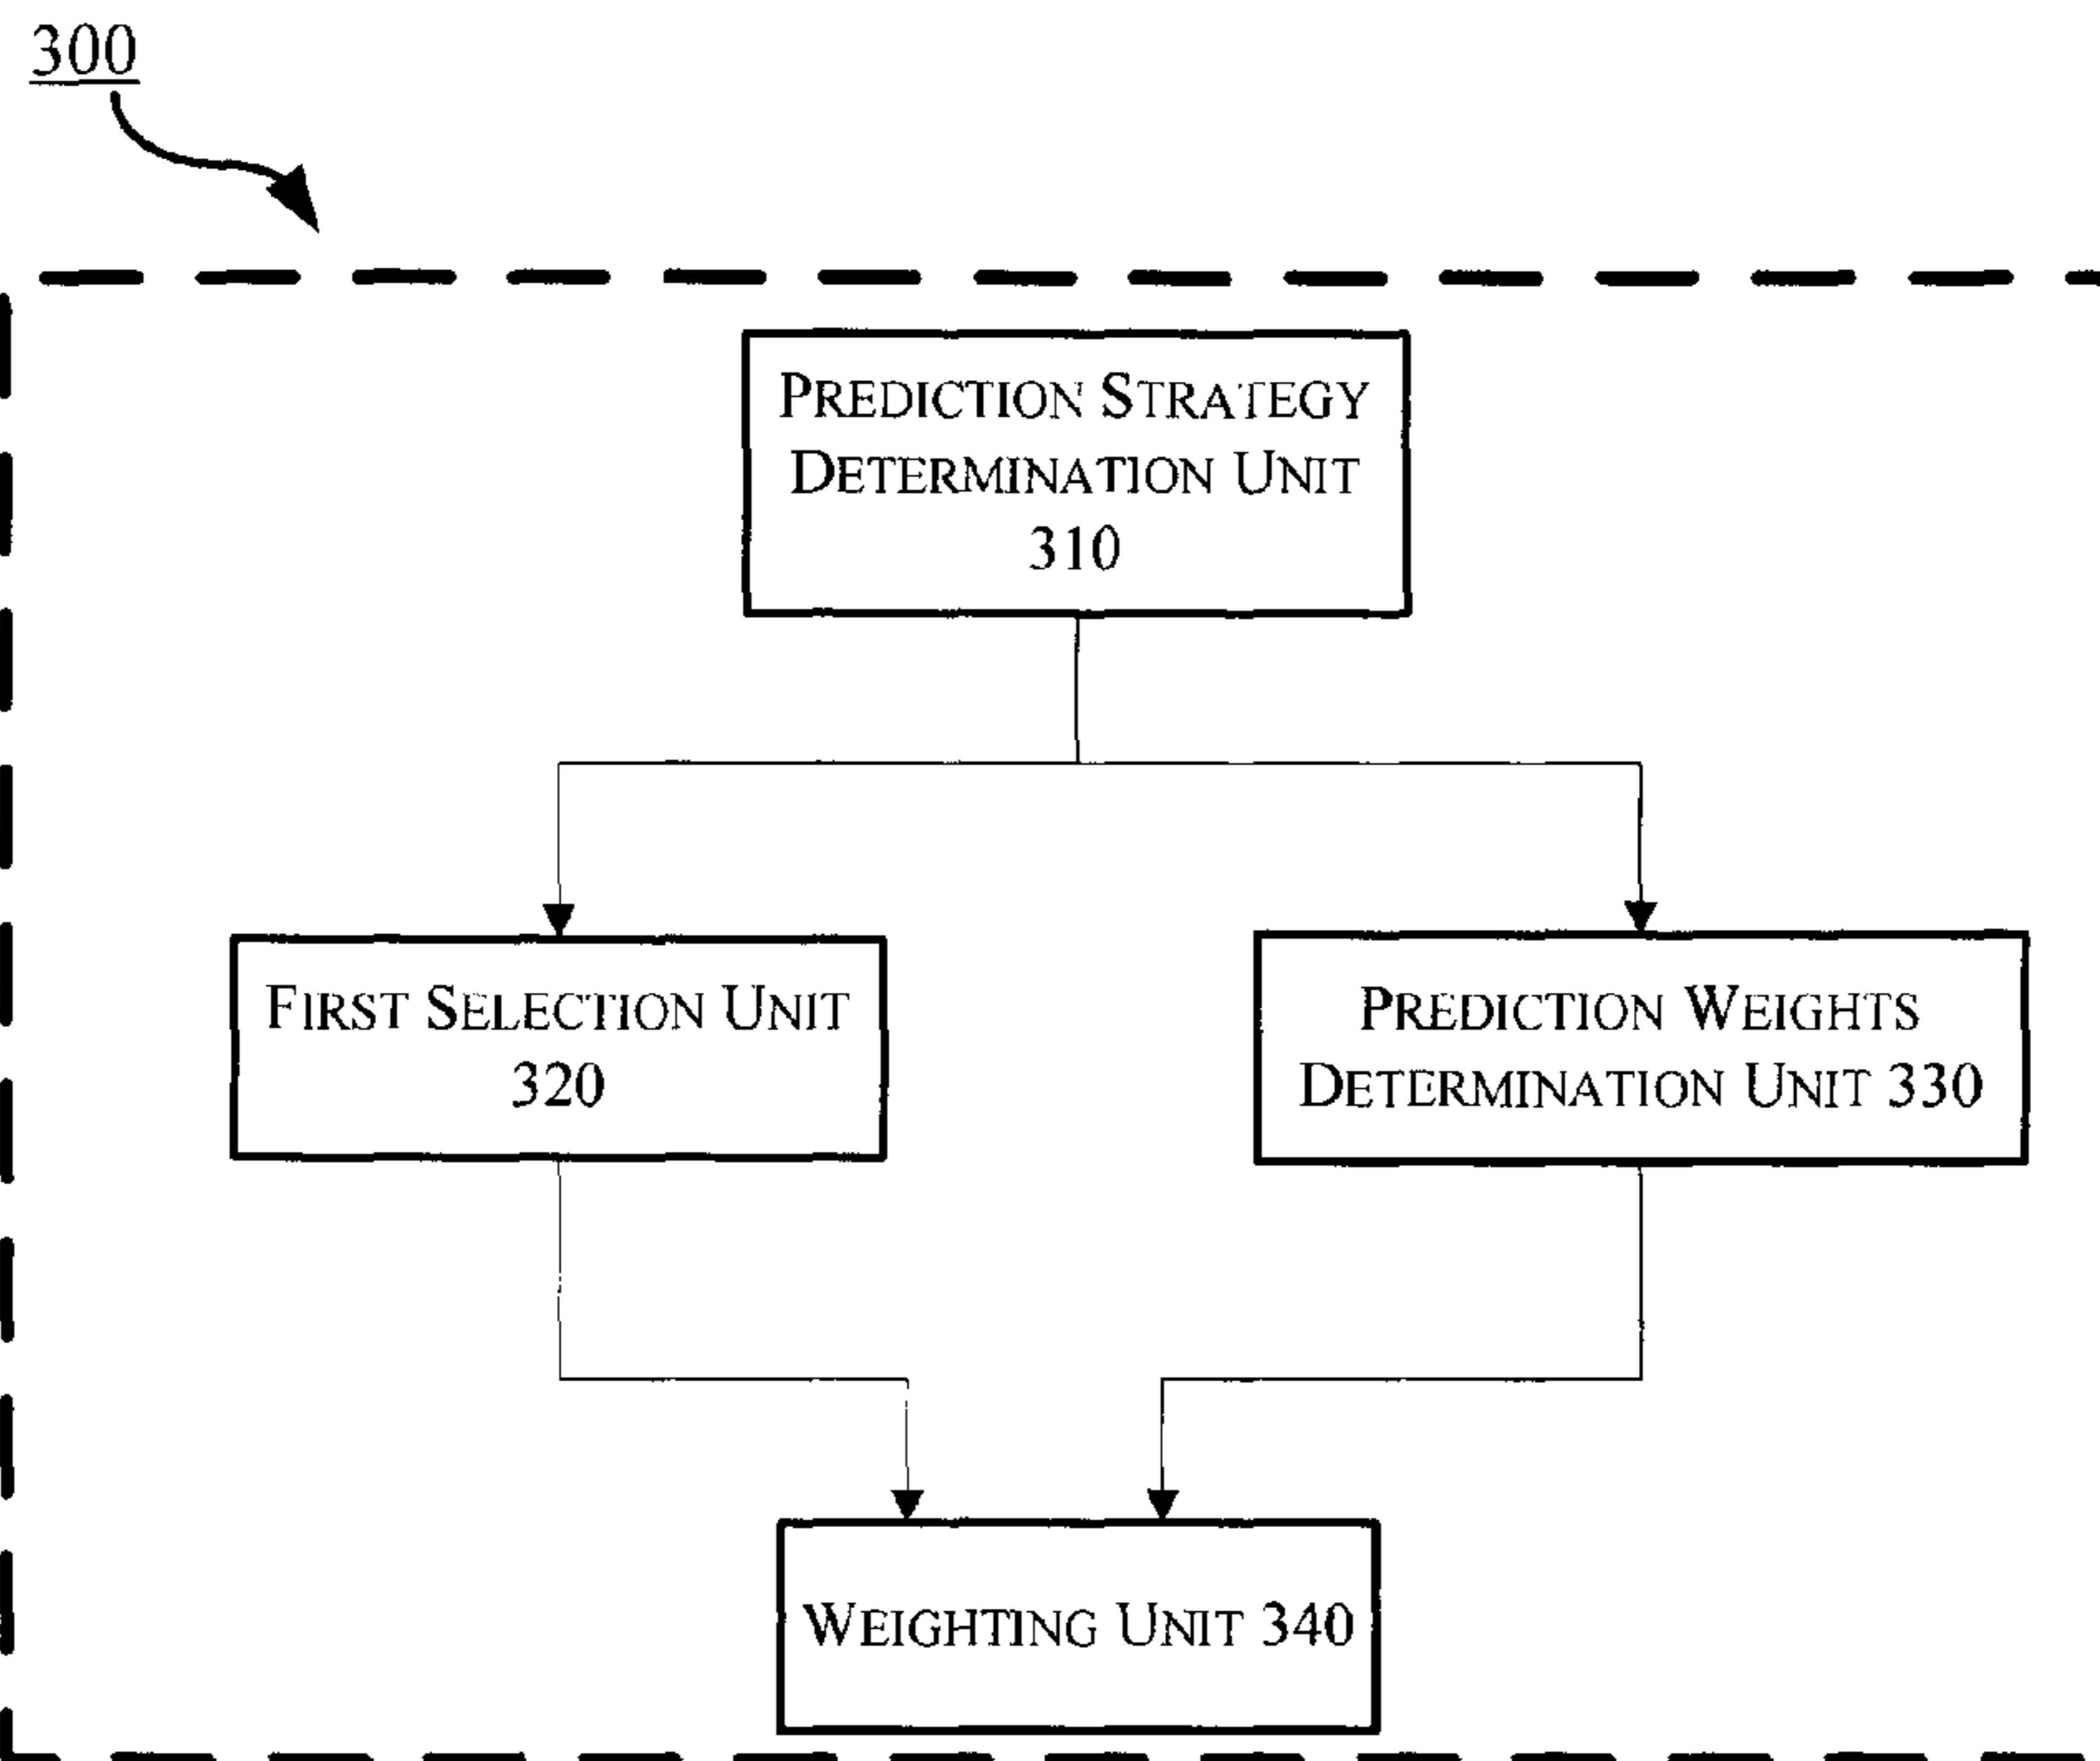 300
PREDICTION STRATEGY
DETERMINATION UNIT
310
FIRST SELECTION UNIT
320
PREDICTION WEIGHTS
DETERMINATION UNIT 330
WEIGHTING UNIT 340